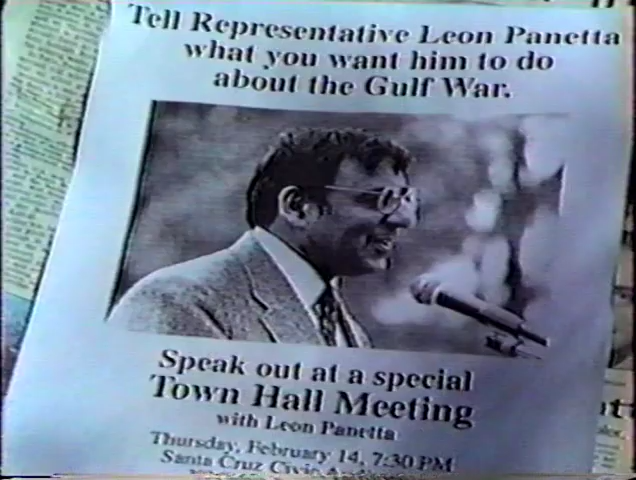 Tell Representative Leon Panetta
what you want him to do
about the Gulf War.
Speak out at a special
Town Hall Meeting
with Leon Panetta
Thursday, February 14, 7:30 PM
Santa Cruz Civic